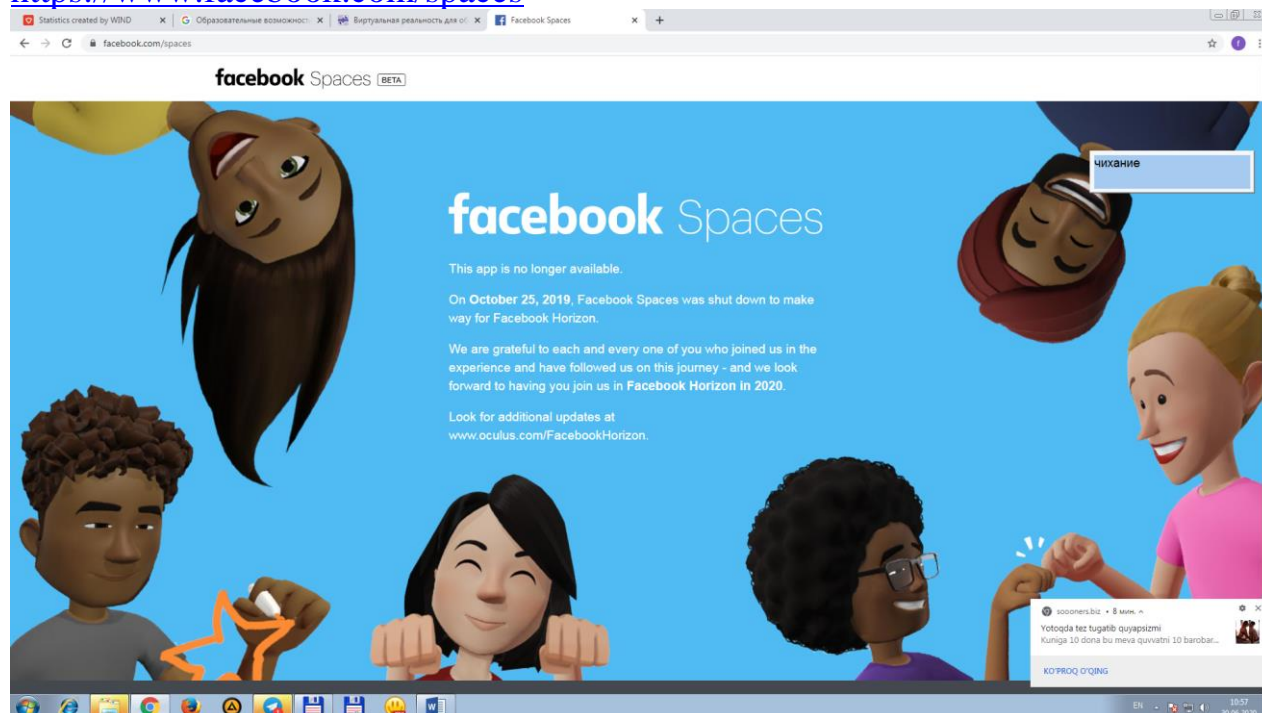 https://www.facebook.com/spaces
Statistics created by WIND
Образовательные возможност
Виртуальная реальность для об
Facebook Spaces
facebook.com/spaces
facebook Spaces BETA
чихание
facebook Spaces
This app is no longer available.
On October 25, 2019, Facebook Spaces was shut down to make
way for Facebook Horizon.
We are grateful to each and every one of you who joined us in the
experience and have followed us on this journey - and we look
forward to having you join us in Facebook Horizon in 2020.
Look for additional updates at
www.oculus.com/FacebookHorizon.
soooners.biz • 8 мин.
Yotoqda tez tugatib quyapsizmi
Kuniga 10 dona bu meva quvvatni 10 barobar...
KO'PROQ O'QING
EN
10:57